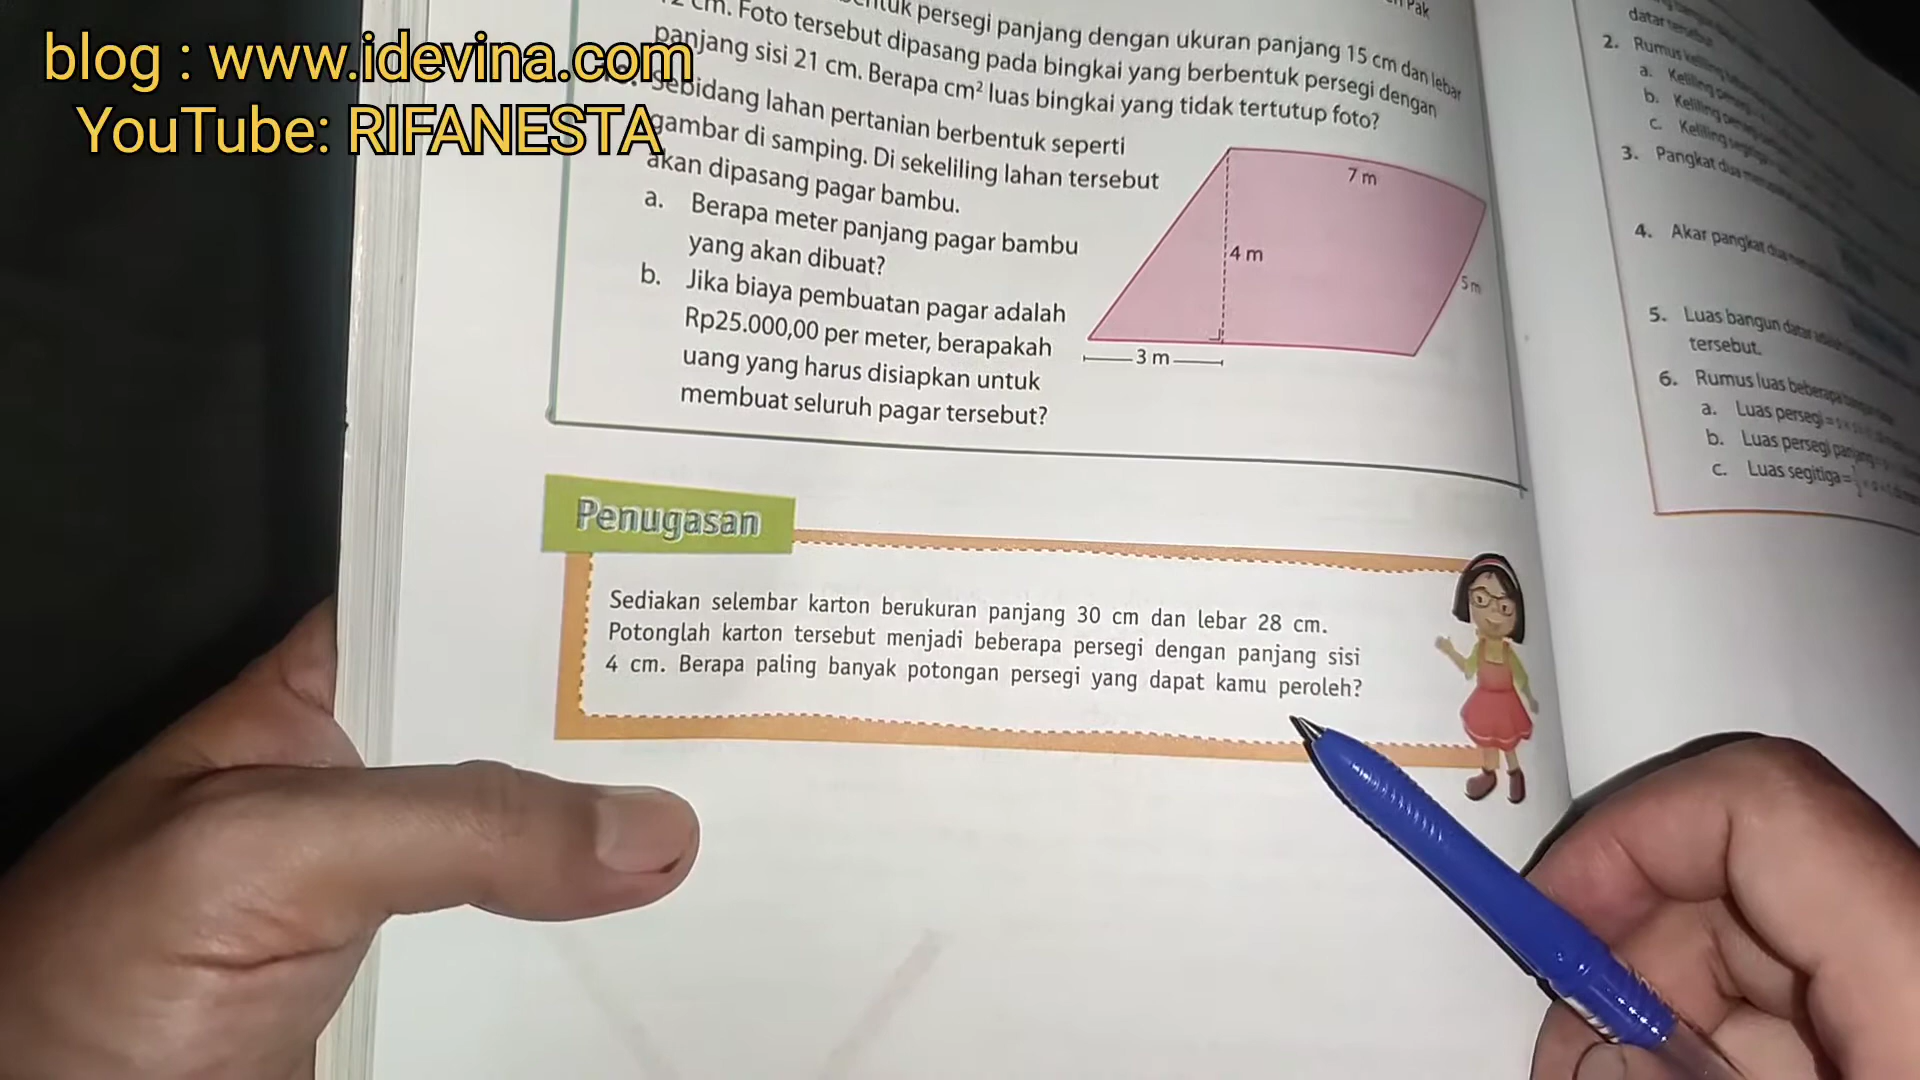 blog : www.idevina.com
YouTube: RIFANESTA
persegi panjang dengan ukuran panjang 15 cm dan lebar
cm. Foto tersebut dipasang pada bingkai yang berbentuk persegi dengan
panjang sisi 21 cm. Berapa cm² luas bingkai yang tidak tertutup foto?
Sebidang lahan pertanian berbentuk seperti
gambar di samping. Di sekeliling lahan tersebut
akan dipasang pagar bambu.
a. Berapa meter panjang pagar bambu
yang akan dibuat?
b. Jika biaya pembuatan pagar adalah
Rp25.000,00 per meter, berapakah
uang yang harus disiapkan untuk
membuat seluruh pagar tersebut?
7 m
4 m
5 m
3 m
Penugasan
Sediakan selembar karton berukuran panjang 30 cm dan lebar 28 cm.
Potonglah karton tersebut menjadi beberapa persegi dengan panjang sisi
4 cm. Berapa paling banyak potongan persegi yang dapat kamu peroleh?
datar tersebut
2. Rumus keliling
a. Keliling
b. Keliling
c. Keliling
3. Pangkat dua
4. Akar pangkat dua
5. Luas bangun datar
tersebut.
6. Rumus luas beberapa
a. Luas persegi =
b. Luas persegi panjang
c. Luas segitiga =